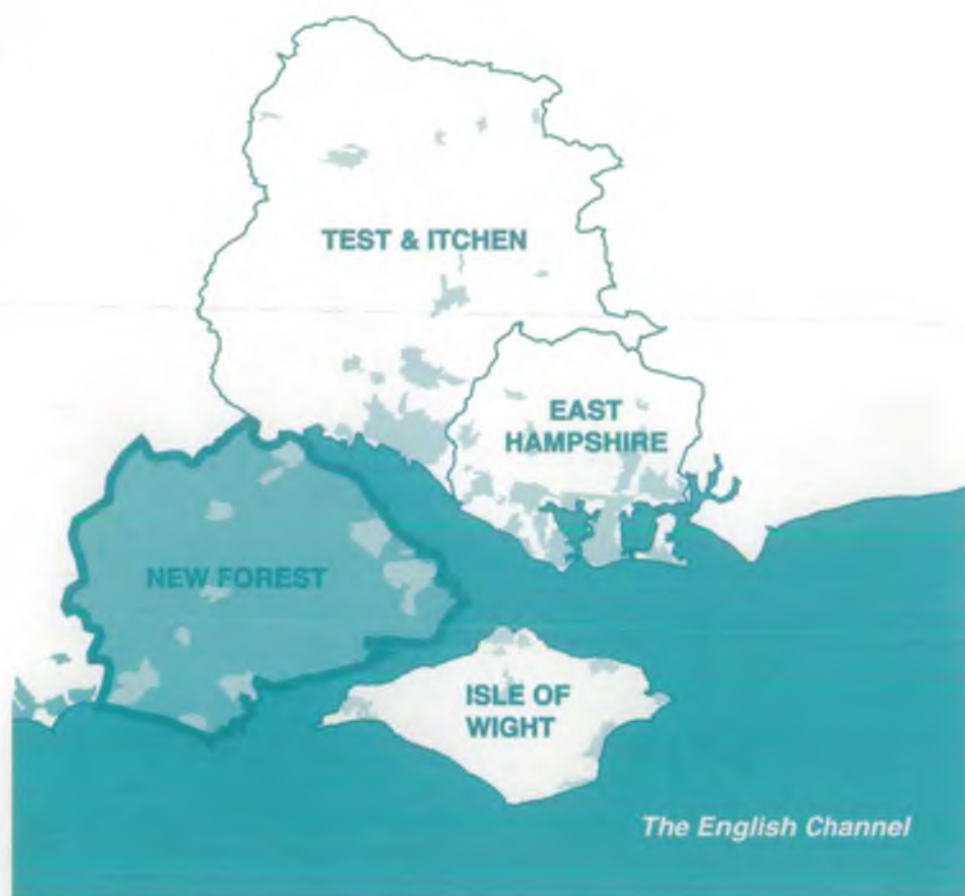 TEST & ITCHEN
EAST
HAMPSHIRE
NEW FOREST
ISLE OF
WIGHT
The English Channel